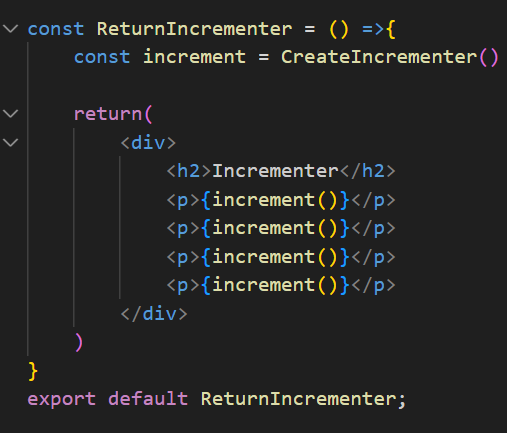 const ReturnIncrementer = () =>{
    const increment = CreateIncrementer()

    return(
        <div>
            <h2>Incrementer</h2>
            <p>{increment()}</p>
            <p>{increment()}</p>
            <p>{increment()}</p>
            <p>{increment()}</p>
        </div>
    )
}
export default ReturnIncrementer;